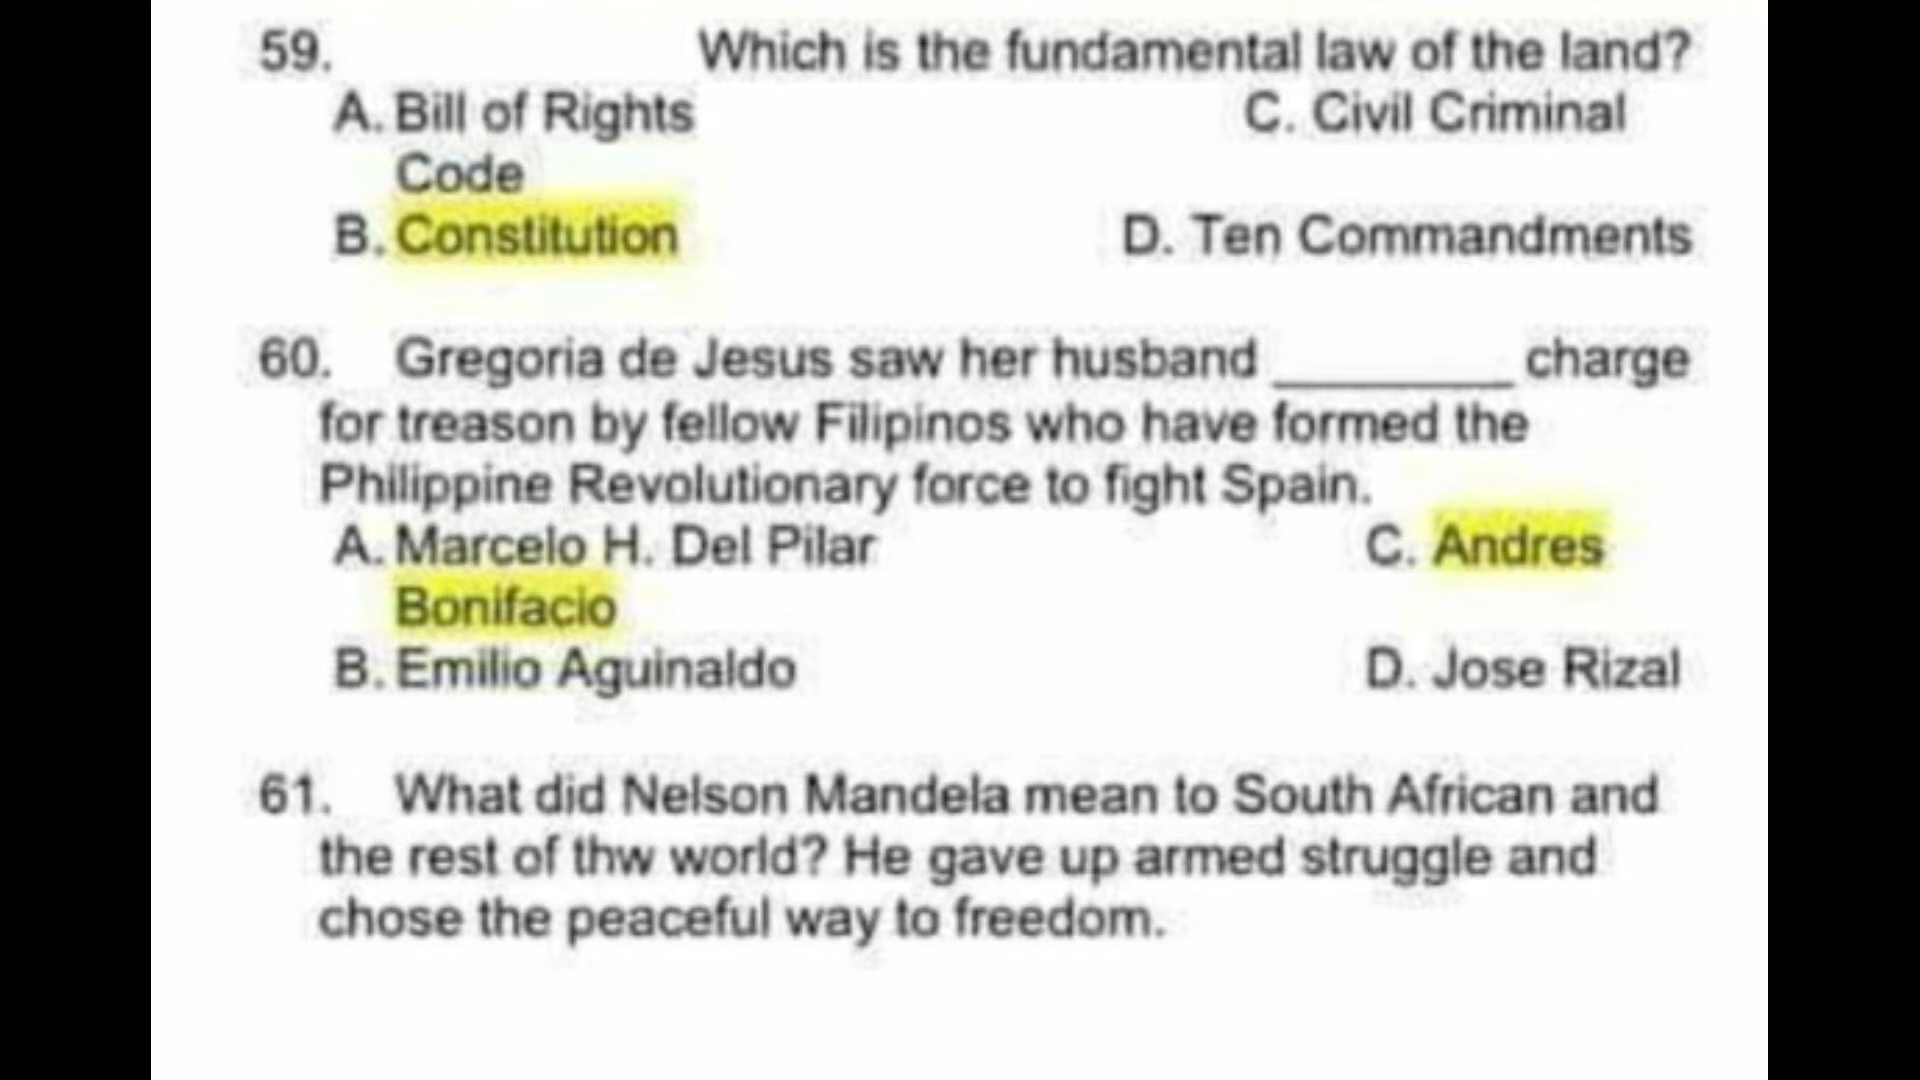 59. Which is the fundamental law of the land?
A. Bill of Rights C. Civil Criminal
Code
B. Constitution D. Ten Commandments
60. Gregoria de Jesus saw her husband ________ charge
for treason by fellow Filipinos who have formed the
Philippine Revolutionary force to fight Spain.
A. Marcelo H. Del Pilar C. Andres
Bonifacio
B. Emilio Aguinaldo D. Jose Rizal
61. What did Nelson Mandela mean to South African and
the rest of thw world? He gave up armed struggle and
chose the peaceful way to freedom.